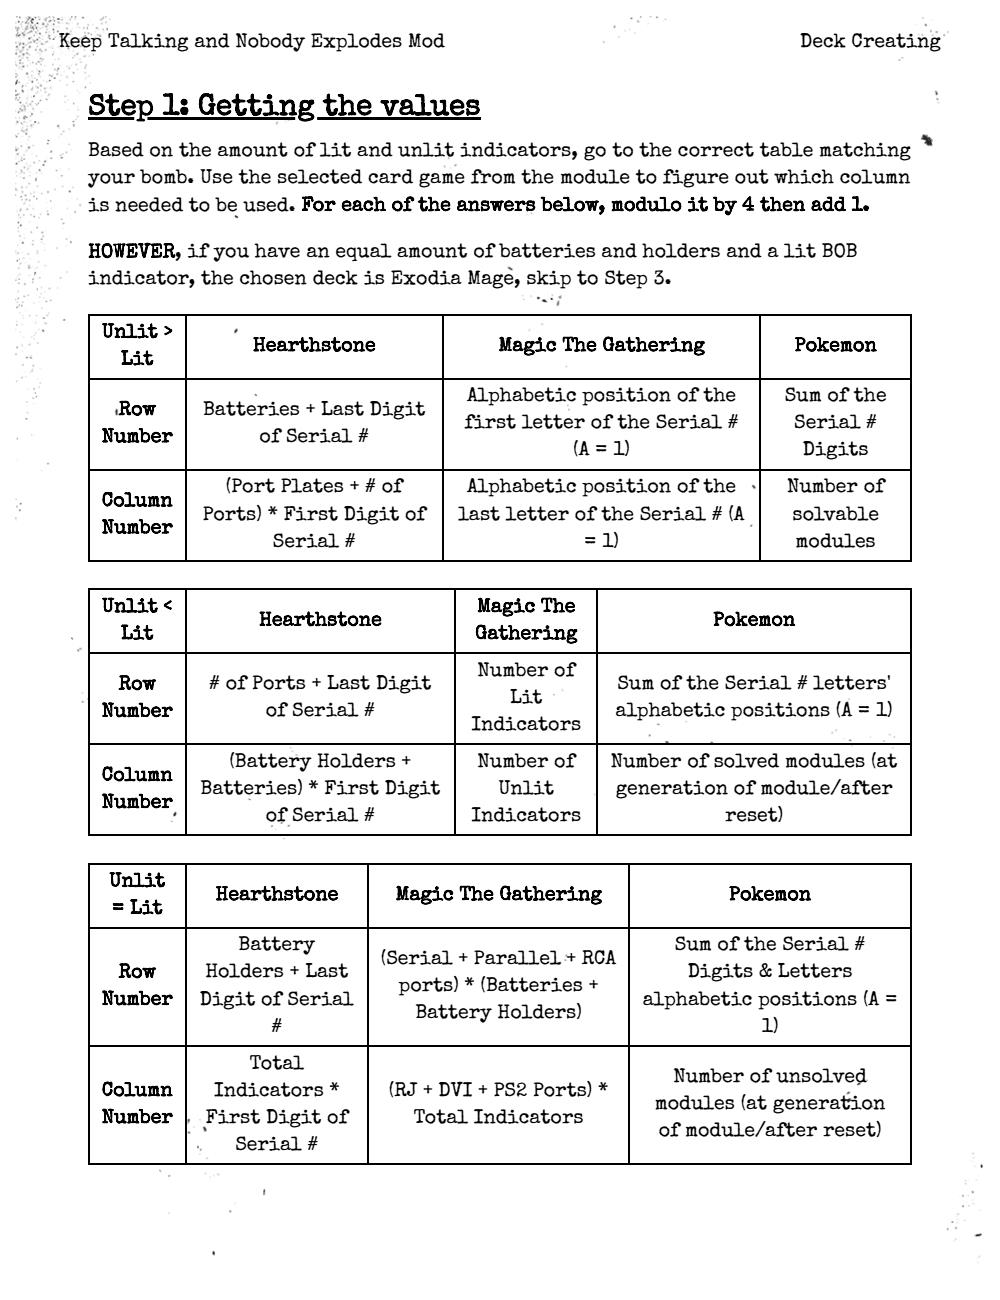 Keep Talking and Nobody Explodes Mod Deck Creating
Step 1: Getting the values
Based on the amount of lit and unlit indicators, go to the correct table matching
your bomb. Use the selected card game from the module to figure out which column
is needed to be used. For each of the answers below, modulo it by 4 then add 1.
HOWEVER, if you have an equal amount of batteries and holders and a lit BOB
indicator, the chosen deck is Exodia Mage, skip to Step 3.
Unlit >
Lit
Hearthstone
Magic The Gathering
Pokemon
Row
Number
Batteries + Last Digit
of Serial #
Alphabetic position of the
first letter of the Serial #
(A = 1)
Sum of the
Serial #
Digits
Column
Number
(Port Plates + # of
Ports) * First Digit of
Serial #
Alphabetic position of the
last letter of the Serial # (A
= 1)
Number of
solvable
modules
Unlit <
Lit
Hearthstone
Magic The
Gathering
Pokemon
Row
Number
# of Ports + Last Digit
of Serial #
Number of
Lit
Indicators
Sum of the Serial # letters'
alphabetic positions (A = 1)
Column
Number
(Battery Holders +
Batteries) * First Digit
of Serial #
Number of
Unlit
Indicators
Number of solved modules (at
generation of module/after
reset)
Unlit
= Lit
Hearthstone
Magic The Gathering
Pokemon
Row
Number
Battery
Holders + Last
Digit of Serial
#
(Serial + Parallel + RCA
ports) * (Batteries +
Battery Holders)
Sum of the Serial #
Digits & Letters
alphabetic positions (A =
1)
Column
Number
Total
Indicators *
First Digit of
Serial #
(RJ + DVI + PS2 Ports) *
Total Indicators
Number of unsolved
modules (at generation
of module/after reset)